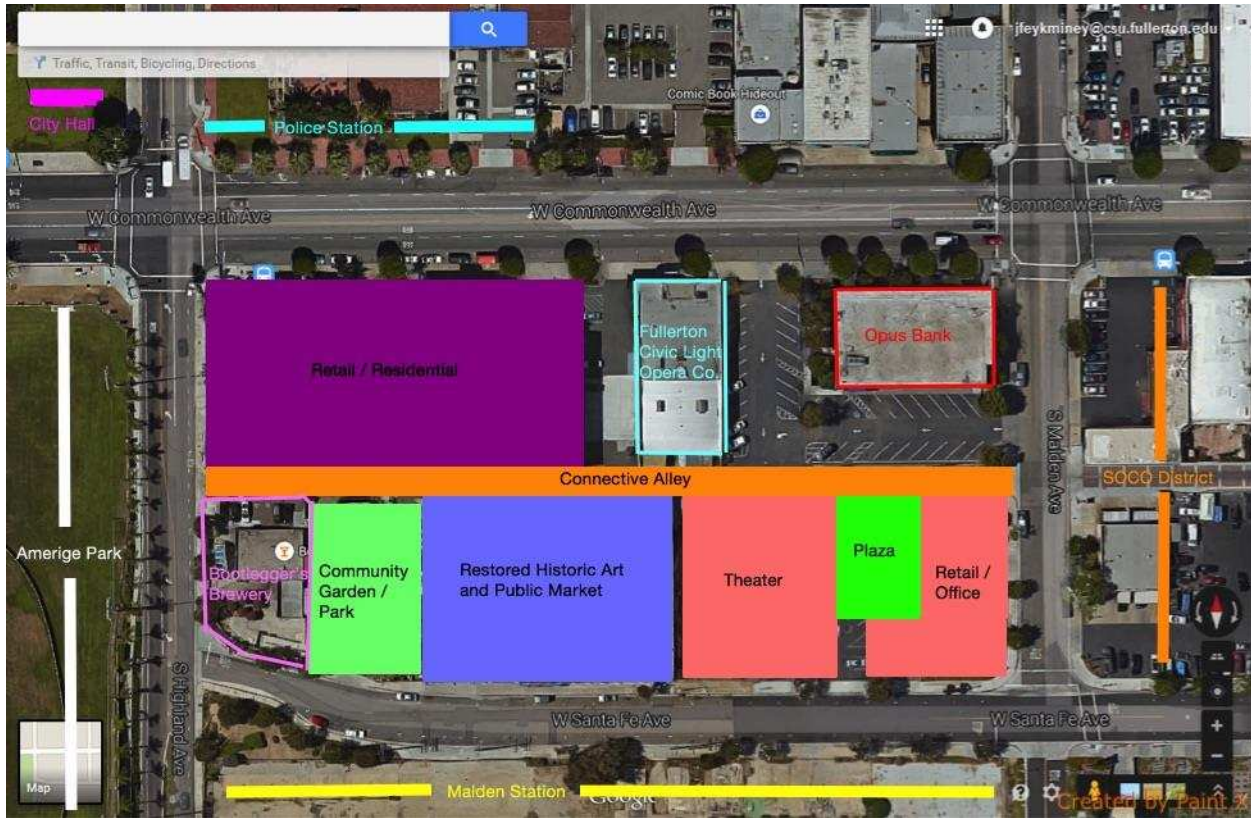 jfeykminey@csu.fullerton.edu
Traffic, Transit, Bicycling, Directions
Comic Book Hideout
City Hall
Police Station
W Commonwealth Ave
W Commonwealth Ave
W Commonwealth Ave
Retail / Residential
Fullerton
Civic Light
Opera Co.
Opus Bank
S Malden Ave
Connective Alley
SOCO District
Amerige Park
Bootlegger's
Brewery
Community
Garden /
Park
Restored Historic Art
and Public Market
Theater
Plaza
Retail /
Office
S Highland Ave
W Santa Fe Ave
W Santa Fe Ave
Map
Malden Station
Google
Created by Paint X